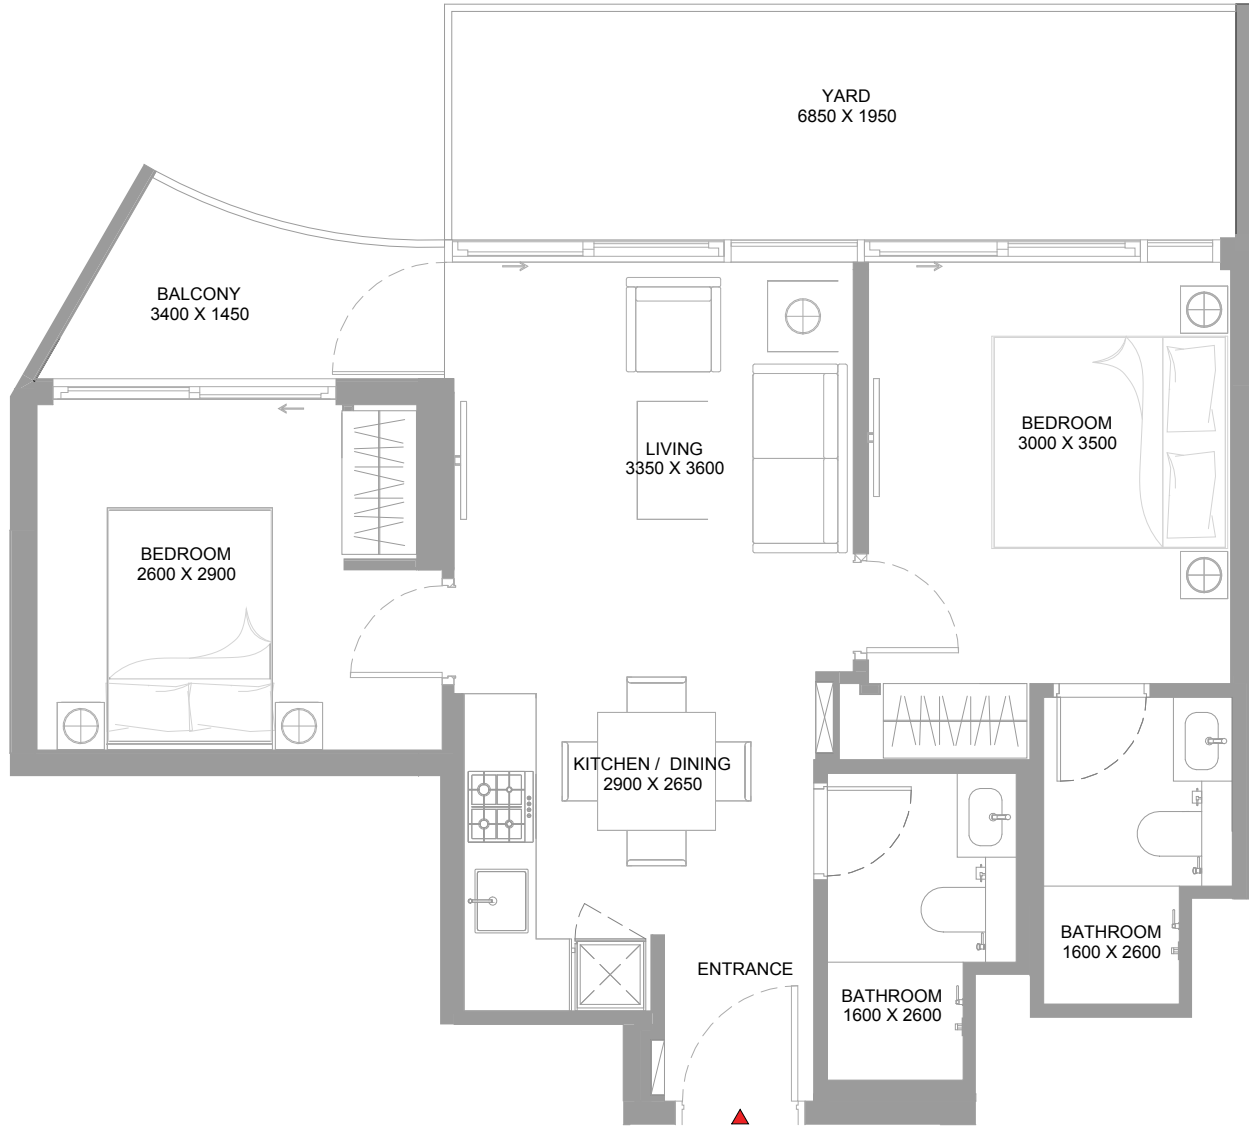 YARD
6850 X 1950
BALCONY
3400 X 1450
LIVING
3350 X 3600
BEDROOM
3000 X 3500
BEDROOM
2600 X 2900
KITCHEN / DINING
2900 X 2650
ENTRANCE
BATHROOM
1600 X 2600
BATHROOM
1600 X 2600